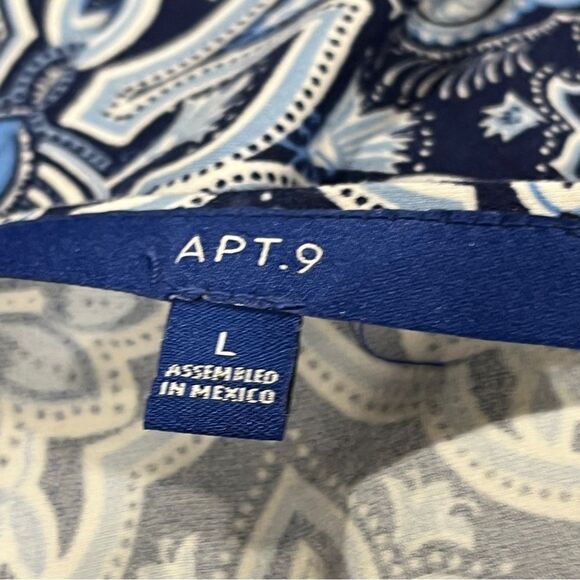 APT.9
L
ASSEMBLED
IN MEXICO